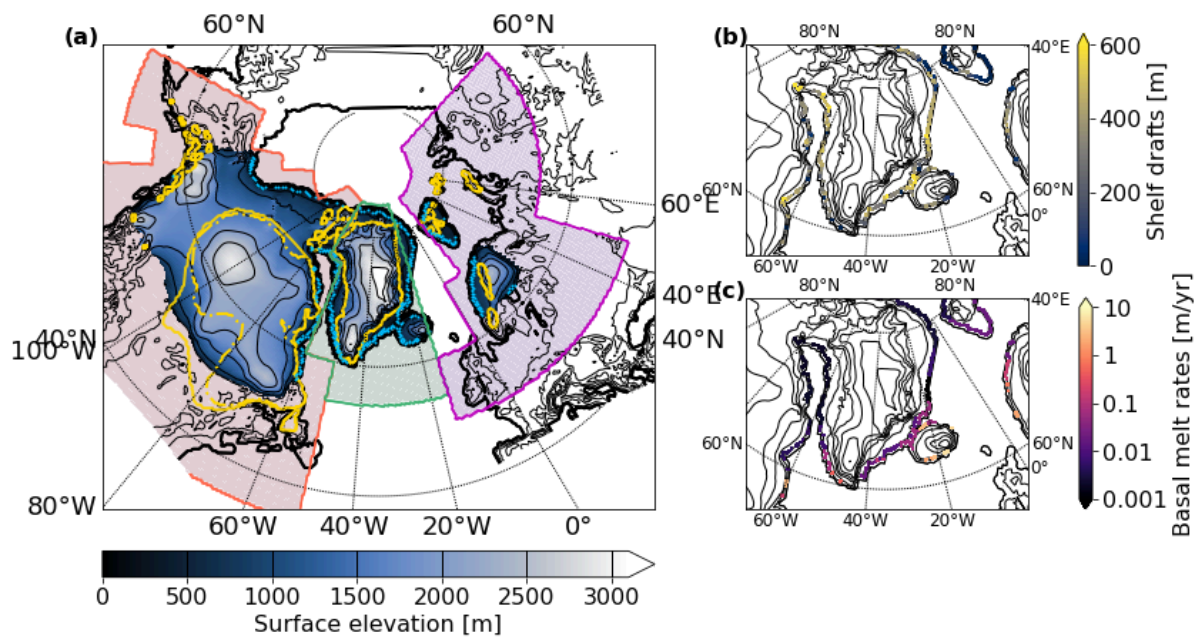 (a)
60°N
60°N
60°E
40°E
40°N
40°N
100°W
80°W
60°W
40°W
20°W
0°
0
500
1000
1500
2000
2500
3000
Surface elevation [m]
(b)
80°N
80°N
40°E
60°N
60°N
0°
60°W
40°W
20°W
600
400
200
0
Shelf drafts [m]
(c)
80°N
80°N
40°E
60°N
60°N
0°
60°W
40°W
20°W
10
1
0.1
0.01
0.001
Basal melt rates [m/yr]